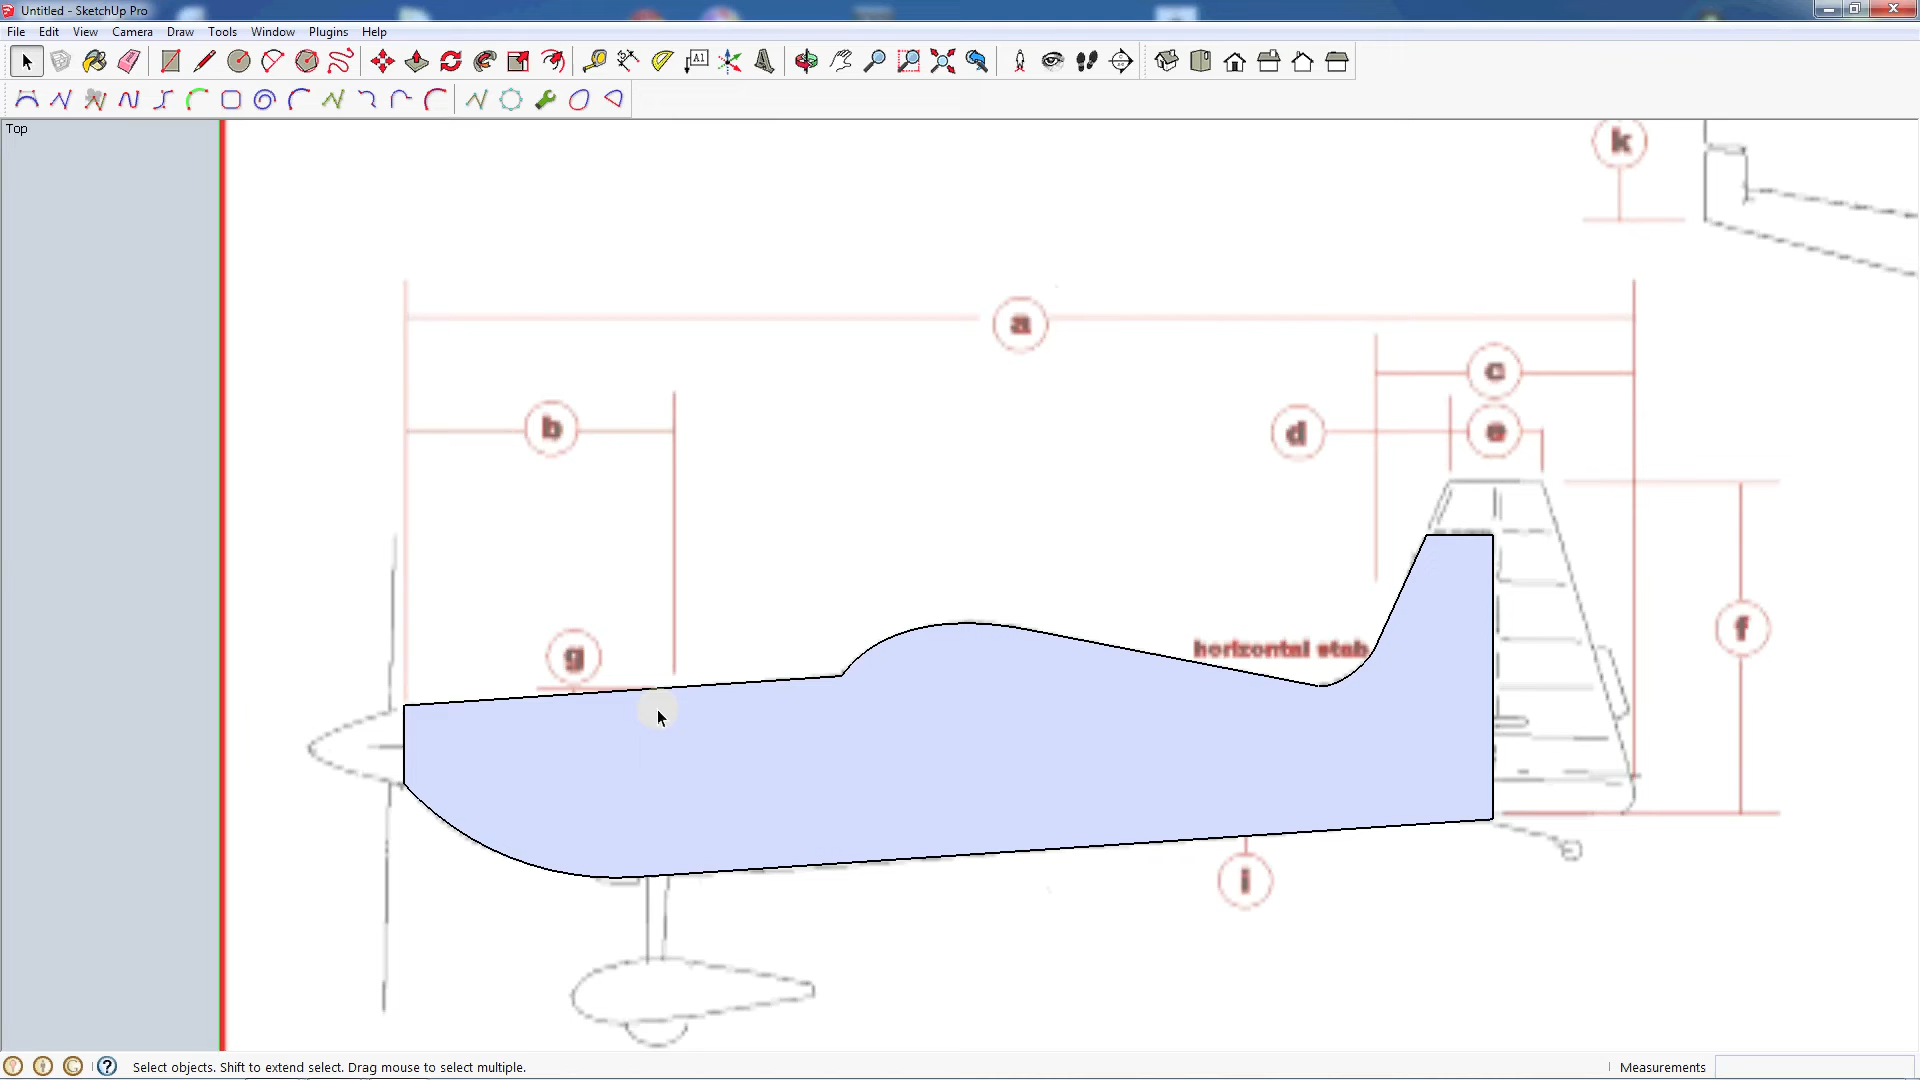 Untitled - SketchUp Pro
File Edit View Camera Draw Tools Window Plugins Help
A1
Top
k
a
c
b
d
e
g
horizontal stab
f
i
Select objects. Shift to extend select. Drag mouse to select multiple.
Measurements